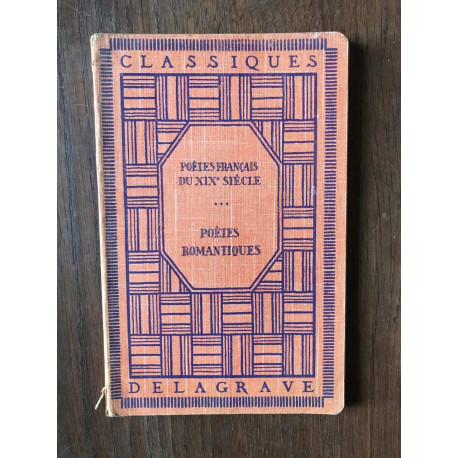 CLASSIQUES
POÈTES FRANÇAIS
DU XIXᵉ SIÈCLE
...
POÈTES
ROMANTIQUES
DELAGRAVE